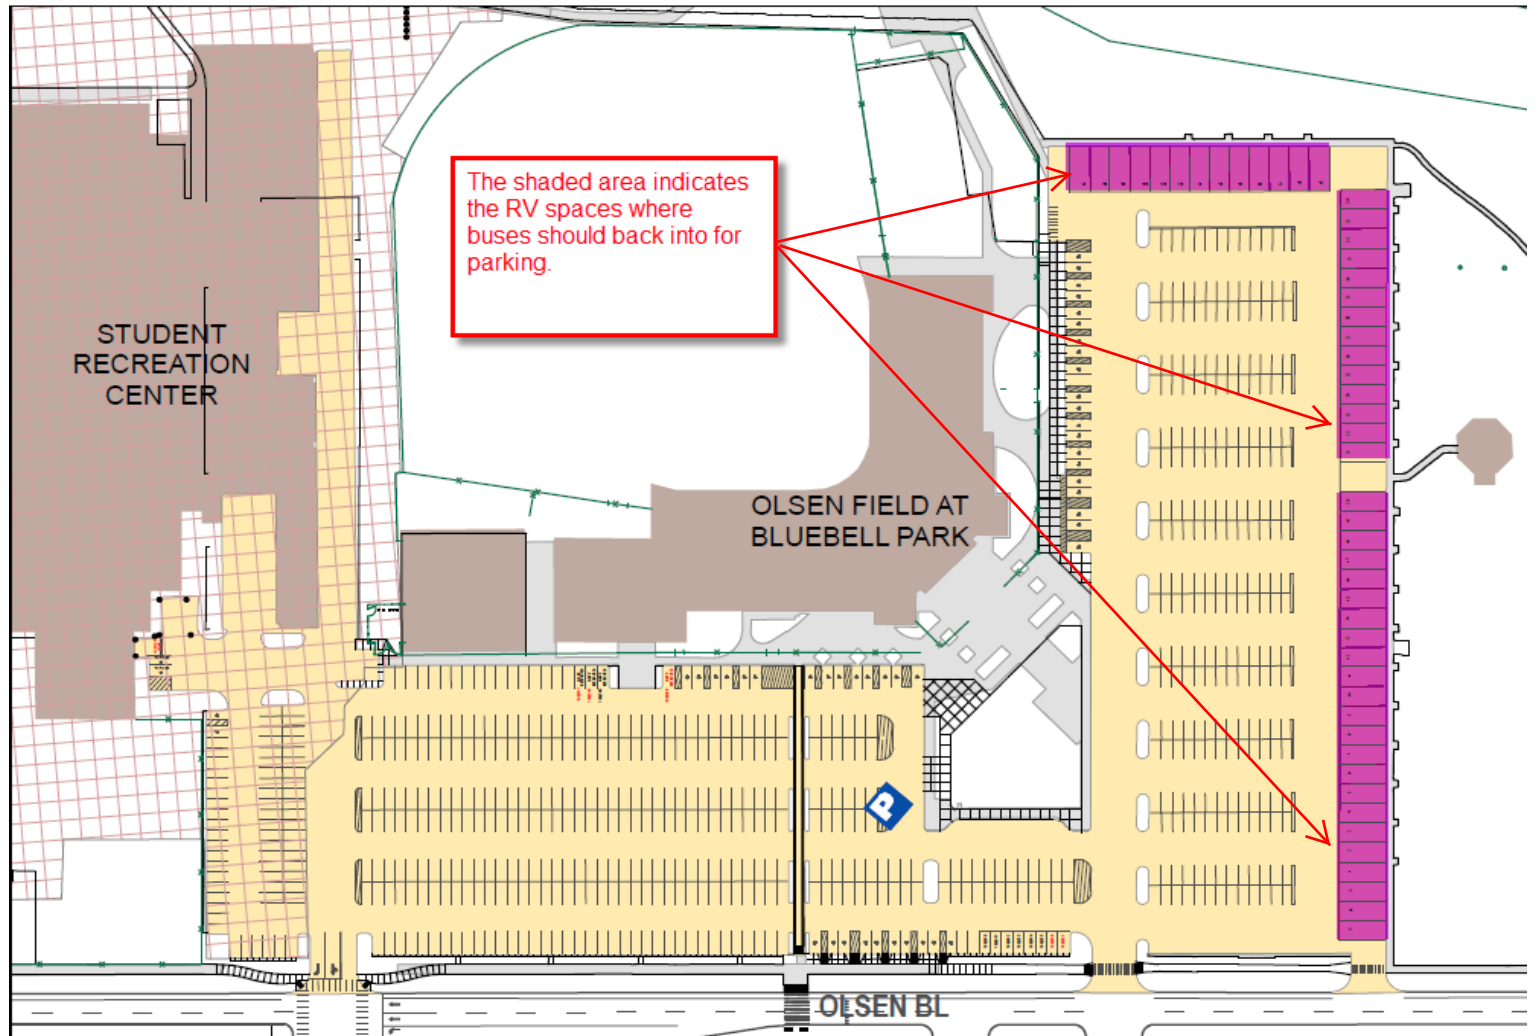 The shaded area indicates
the RV spaces where
buses should back into for
parking.
STUDENT
RECREATION
CENTER
OLSEN FIELD AT
BLUEBELL PARK
P
OLSEN BL